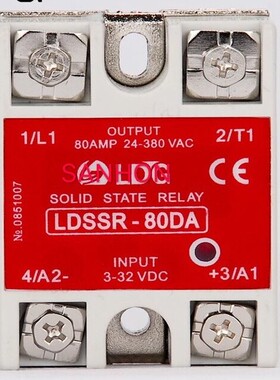 OUTPUT
1/L1 80AMP 24-380 VAC 2/T1
LDG
SANHON
CE
SOLID STATE RELAY
LDSSR-80DA
№.0851007
INPUT
4/A2- 3-32 VDC +3/A1